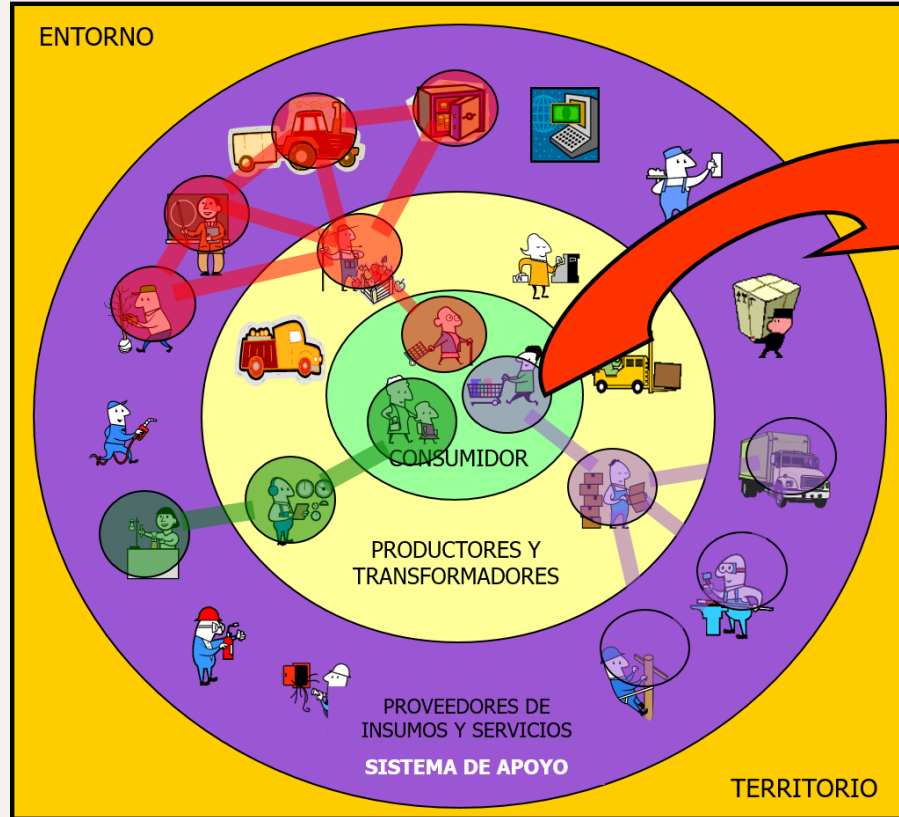 ENTORNO
CONSUMIDOR
PRODUCTORES Y
TRANSFORMADORES
PROVEEDORES DE
INSUMOS Y SERVICIOS
SISTEMA DE APOYO
TERRITORIO